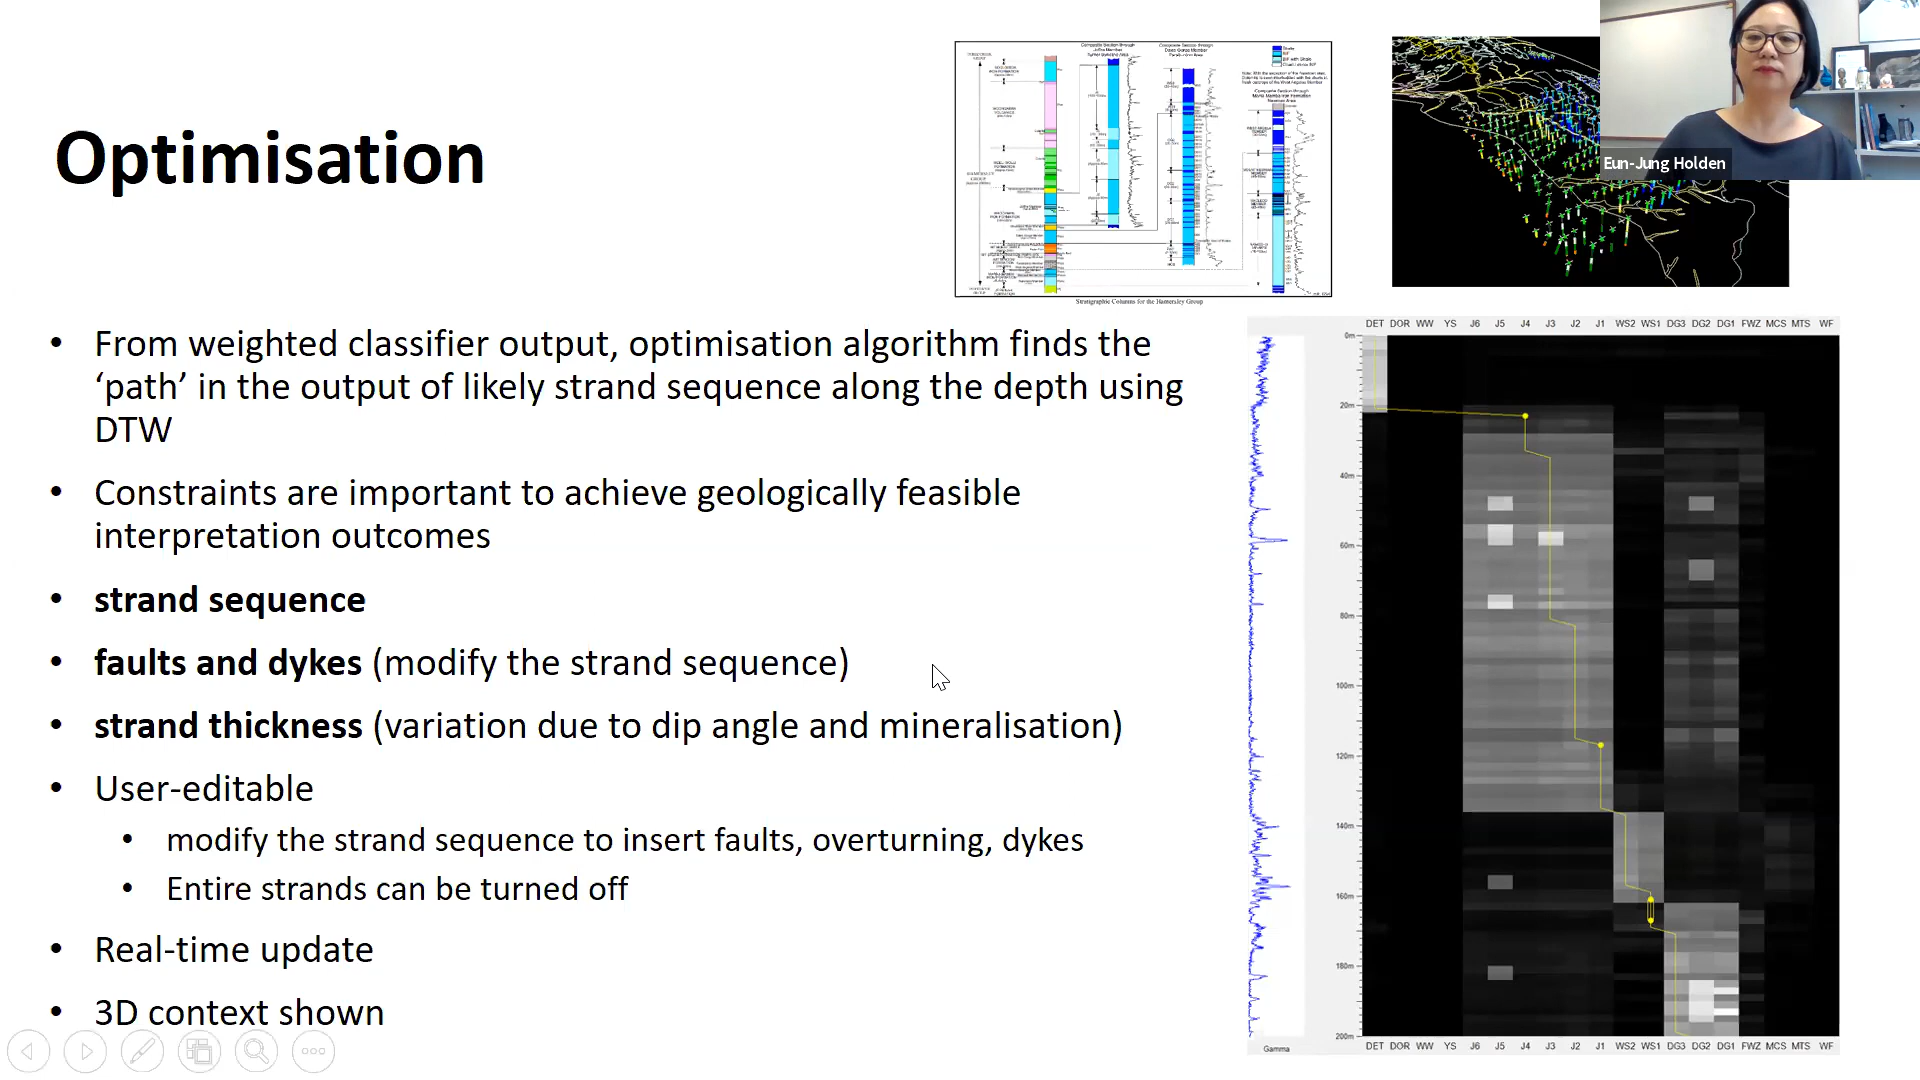 Optimisation
Stratigraphic Columns for the Hamersley Group
Eun-Jung Holden
• From weighted classifier output, optimisation algorithm finds the
‘path’ in the output of likely strand sequence along the depth using
DTW
• Constraints are important to achieve geologically feasible
interpretation outcomes
• strand sequence
• faults and dykes (modify the strand sequence)
• strand thickness (variation due to dip angle and mineralisation)
• User-editable
• modify the strand sequence to insert faults, overturning, dykes
• Entire strands can be turned off
• Real-time update
• 3D context shown
DET DOR WW YS J6 J5 J4 J3 J2 J1 WS2 WS1 DG3 DG2 DG1 FWZ MCS MTS WF
0m
20m
40m
60m
80m
100m
120m
140m
160m
180m
200m
Gamma
DET DOR WW YS J6 J5 J4 J3 J2 J1 WS2 WS1 DG3 DG2 DG1 FWZ MCS MTS WF